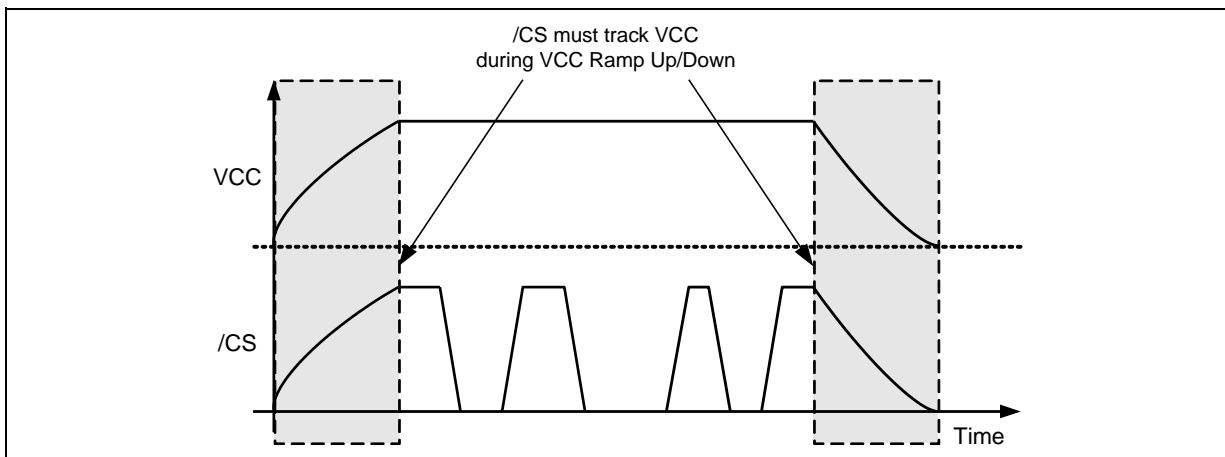 /CS must track VCC
during VCC Ramp Up/Down
VCC
/CS
Time